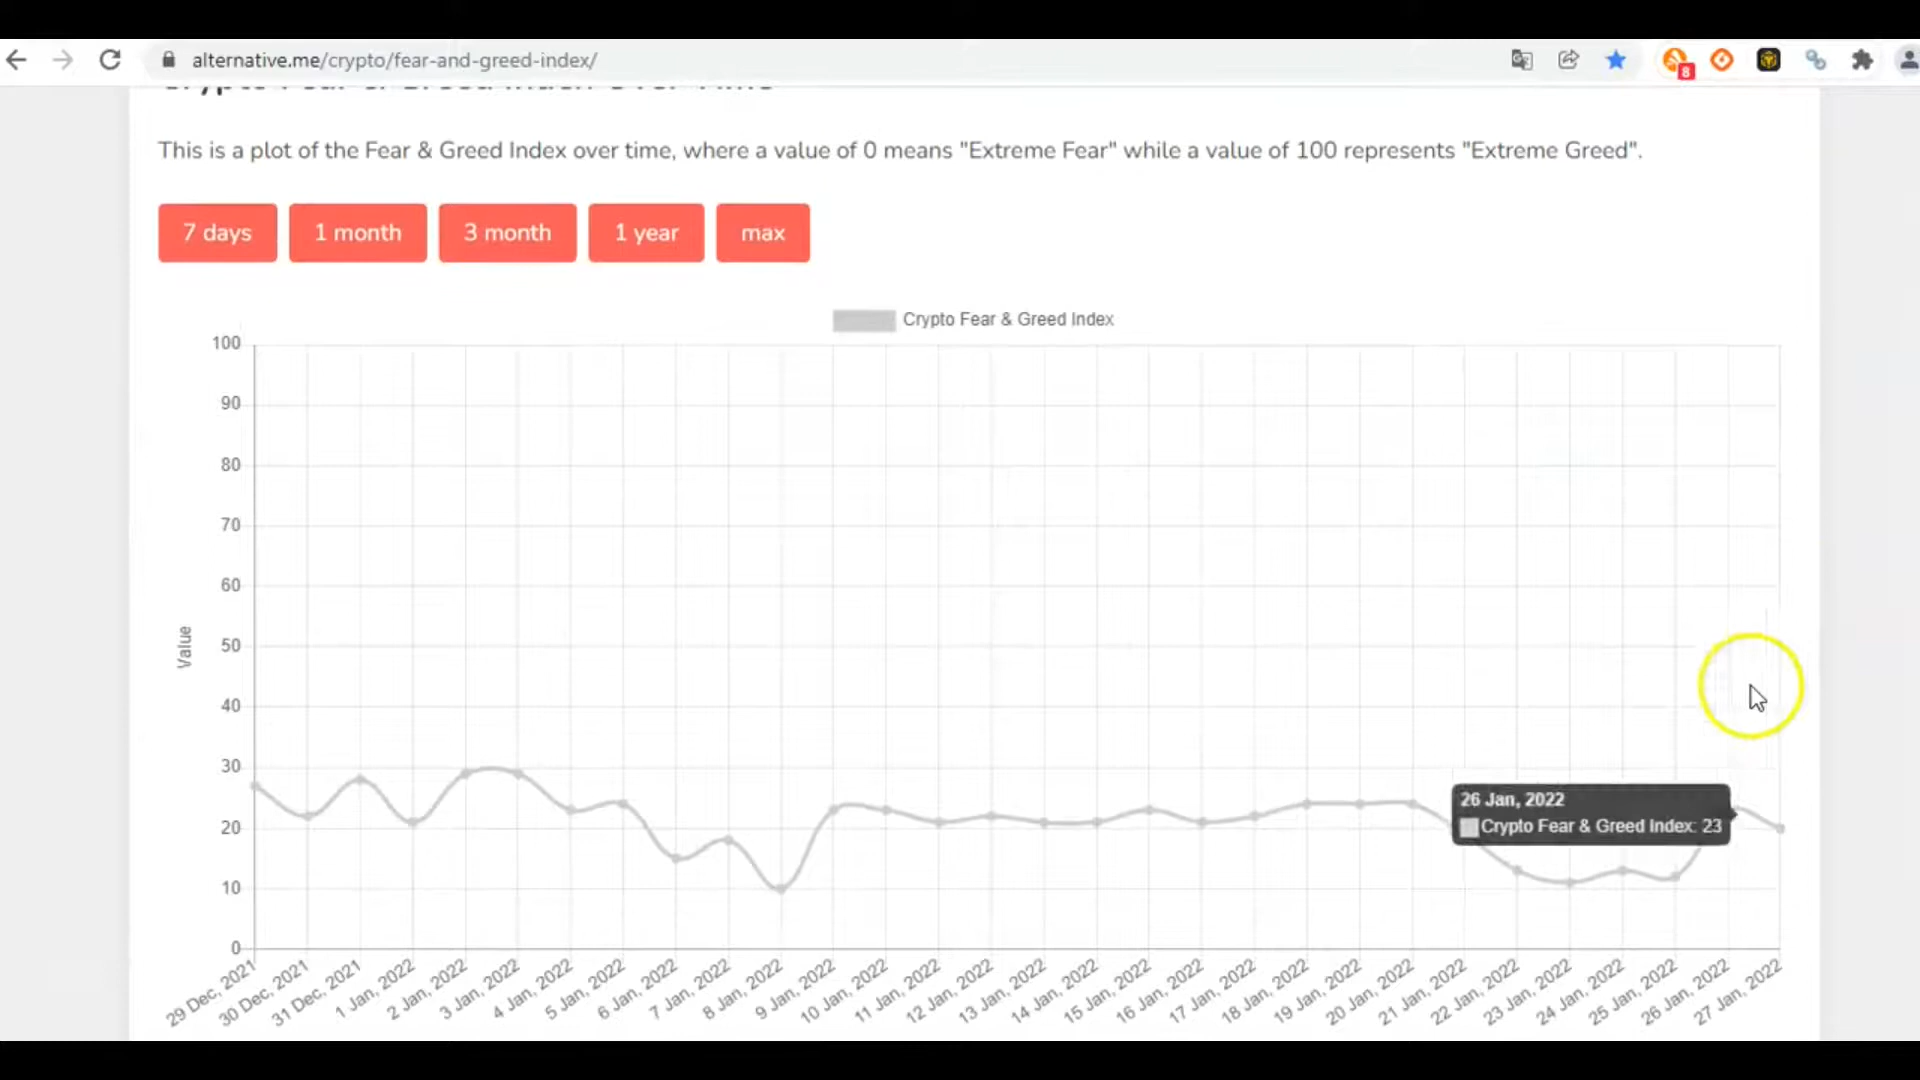 alternative.me/crypto/fear-and-greed-index/
8
Crypto Fear & Greed Index Over Time
This is a plot of the Fear & Greed Index over time, where a value of 0 means "Extreme Fear" while a value of 100 represents "Extreme Greed".
7 days 1 month 3 month 1 year max
Crypto Fear & Greed Index
100
90
80
70
60
50
40
30
20
10
0
Value
26 Jan, 2022
Crypto Fear & Greed Index: 23
29 Dec, 2021
30 Dec, 2021
31 Dec, 2021
1 Jan, 2022
2 Jan, 2022
3 Jan, 2022
4 Jan, 2022
5 Jan, 2022
6 Jan, 2022
7 Jan, 2022
8 Jan, 2022
9 Jan, 2022
10 Jan, 2022
11 Jan, 2022
12 Jan, 2022
13 Jan, 2022
14 Jan, 2022
15 Jan, 2022
16 Jan, 2022
17 Jan, 2022
18 Jan, 2022
19 Jan, 2022
20 Jan, 2022
21 Jan, 2022
22 Jan, 2022
23 Jan, 2022
24 Jan, 2022
25 Jan, 2022
26 Jan, 2022
27 Jan, 2022